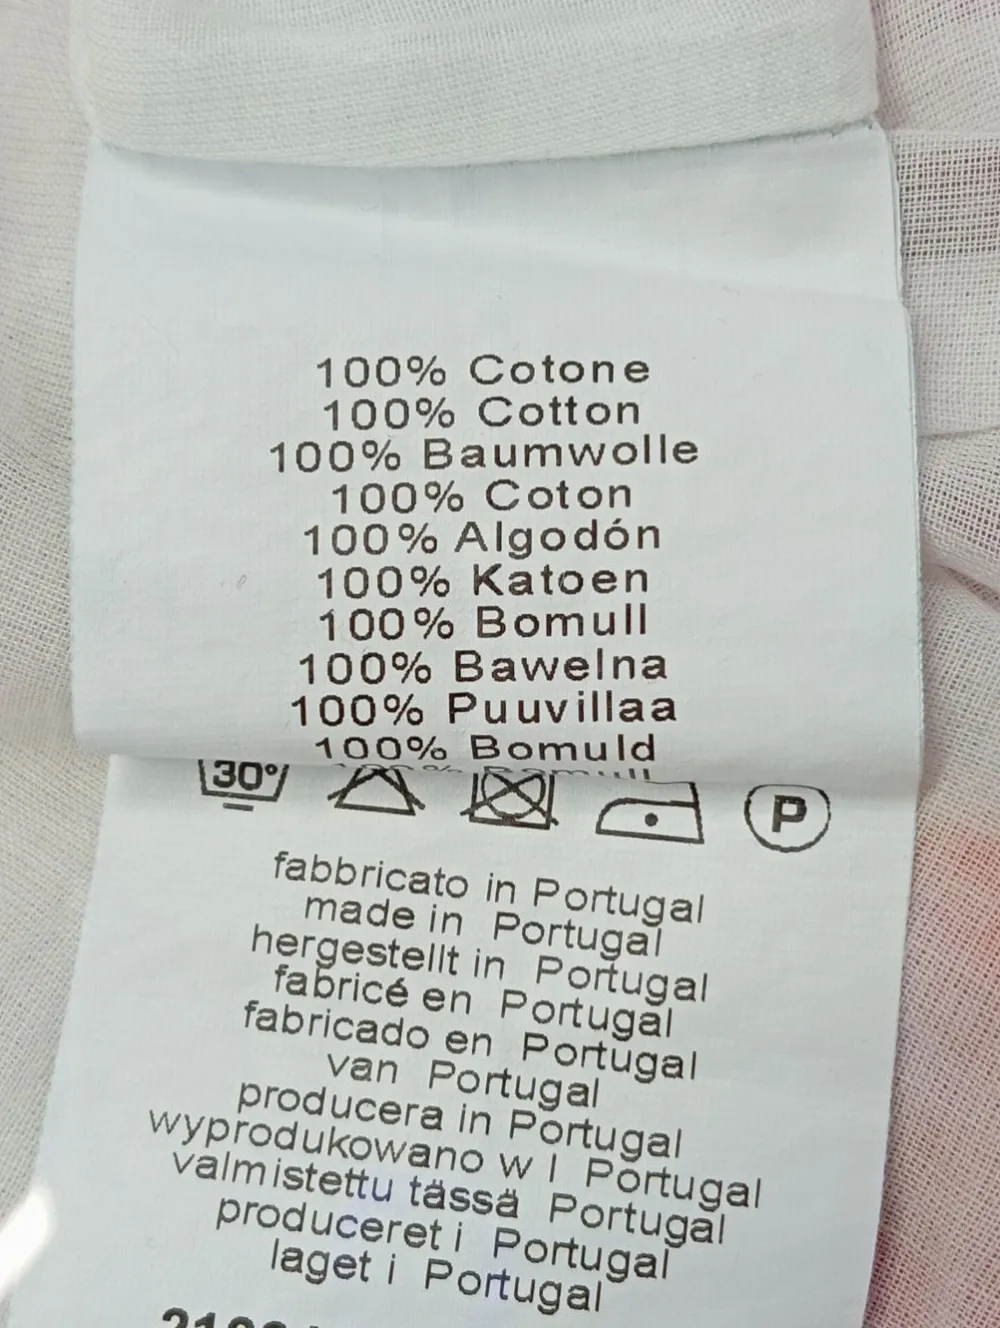 100% Cotone
100% Cotton
100% Baumwolle
100% Coton
100% Algodón
100% Katoen
100% Bomull
100% Bawelna
100% Puuvillaa
100% Bomuld
30° P
fabbricato in Portugal
made in Portugal
hergestellt in Portugal
fabricé en Portugal
fabricado en Portugal
van Portugal
producera in Portugal
wyprodukowano w I Portugal
valmistettu tässä Portugal
produceret i Portugal
laget i Portugal